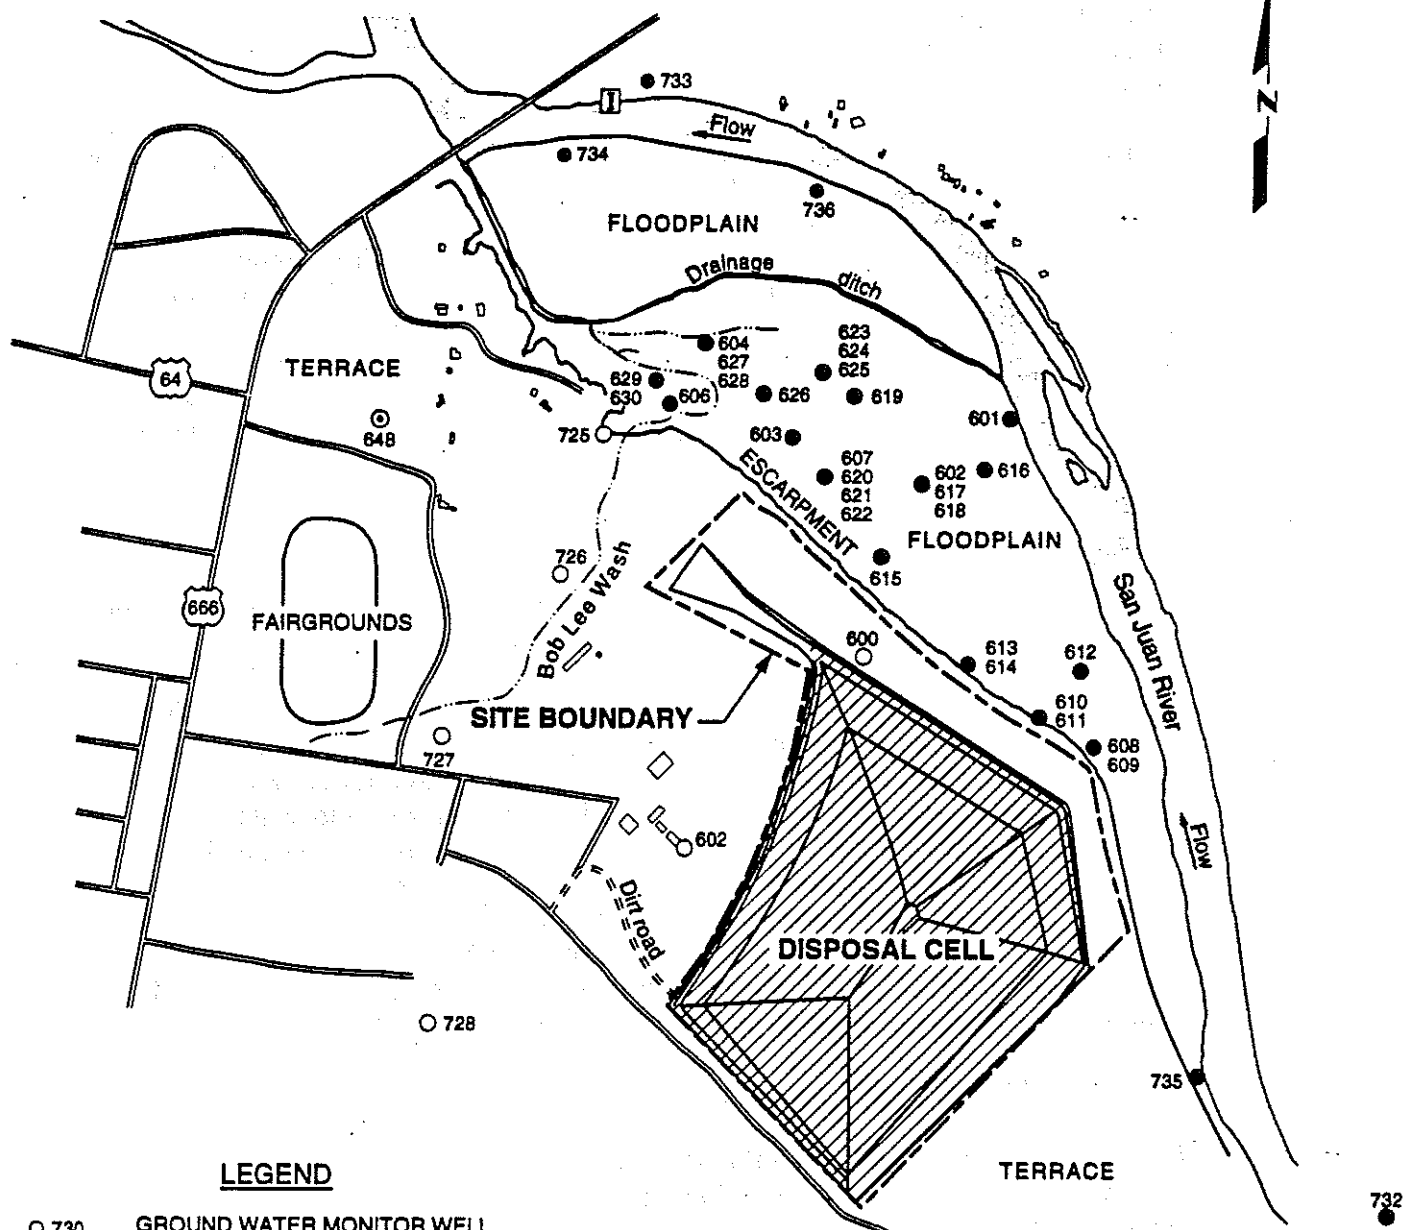 733
I
Flow
N
734
736
FLOODPLAIN
Drainage
ditch
623
604
624
627
625
628
64
TERRACE
629
630
606
626
619
601
648
725
603
ESCARPMENT
607
620
621
622
602
617
618
616
FLOODPLAIN
726
615
Bob Lee Wash
666
FAIRGROUNDS
San Juan River
600
613
614
612
610
611
SITE BOUNDARY
608
609
727
602
Flow
Dirt road
DISPOSAL CELL
728
735
LEGEND
TERRACE
732
730 GROUND WATER MONITOR WELL